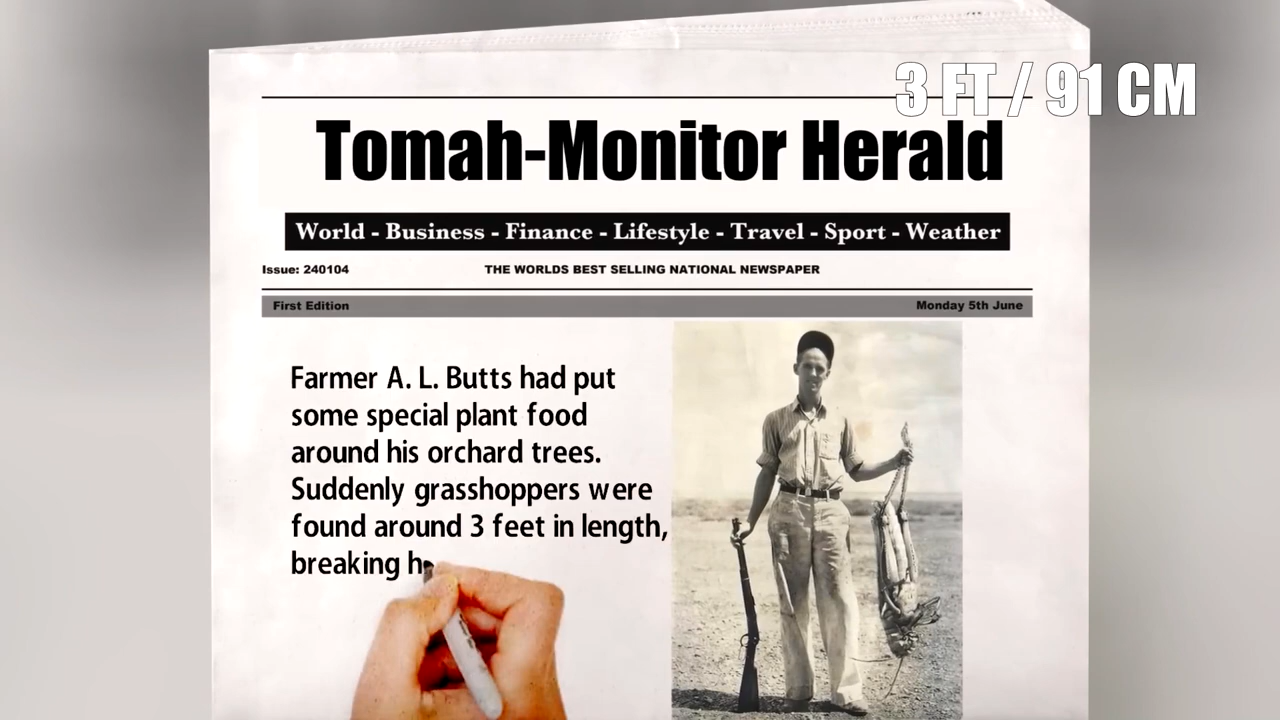 3 FT / 91 CM
Tomah-Monitor Herald
World - Business - Finance - Lifestyle - Travel - Sport - Weather
Issue: 240104
THE WORLDS BEST SELLING NATIONAL NEWSPAPER
First Edition
Monday 5th June
Farmer A. L. Butts had put
some special plant food
around his orchard trees.
Suddenly grasshoppers were
found around 3 feet in length,
breaking h